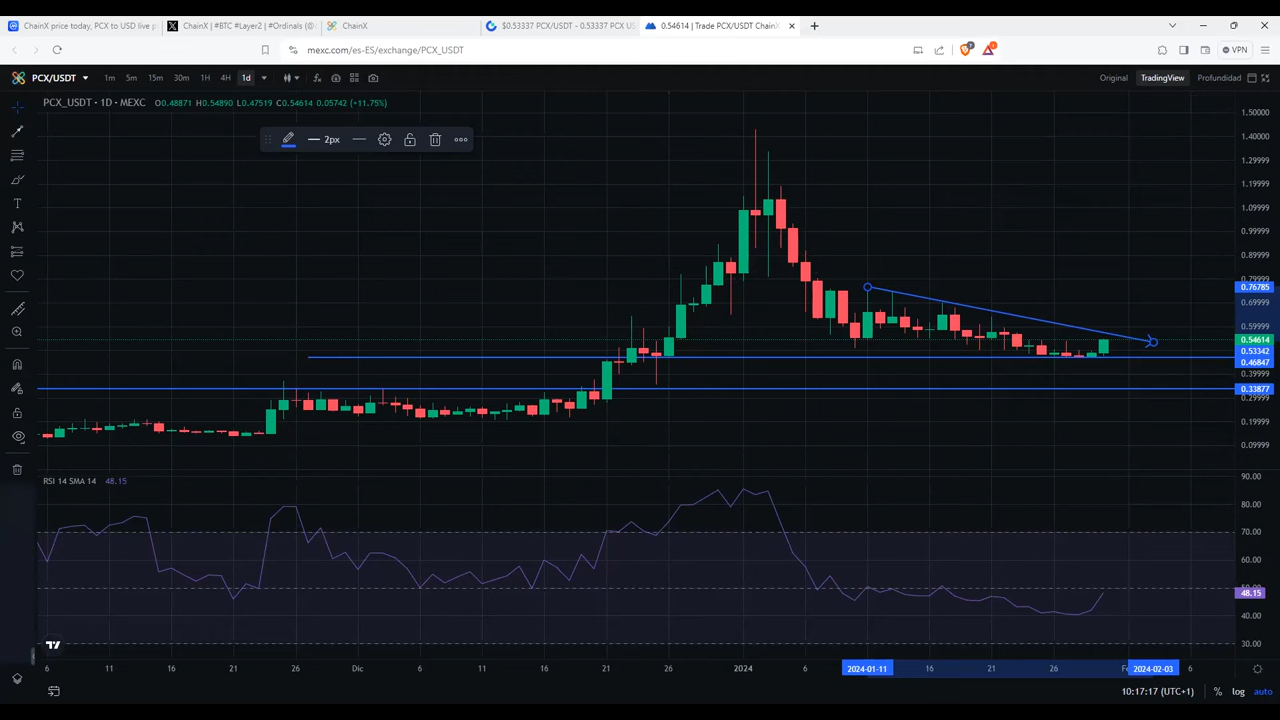 ChainX price today, PCX to USD live p
ChainX | #BTC #Layer2 | #Ordinals (@
ChainX
$0.53337 PCX/USDT - 0.53337 PCX US
0.54614 | Trade PCX/USDT ChainX
mexc.com/es-ES/exchange/PCX_USDT
VPN
PCX/USDT
1m 5m 15m 30m 1H 4H 1d
Original TradingView Profundidad
PCX_USDT · 1D · MEXC O0.48871 H0.54890 L0.47519 C0.54614 0.05742 (+11.75%)
2px
1.50000
1.40000
1.29999
1.19999
1.09999
0.99999
0.89999
0.79999
0.76785
0.69999
0.59999
0.54614
0.53342
0.46847
0.39999
0.33877
0.29999
0.19999
0.09999
RSI 14 SMA 14 48.15
90.00
80.00
70.00
60.00
50.00
48.15
40.00
30.00
6 11 16 21 26 Dic 6 11 16 21 26 2024 6 2024-01-11 16 21 26 2024-02-03 6
10:17:17 (UTC+1) % log auto